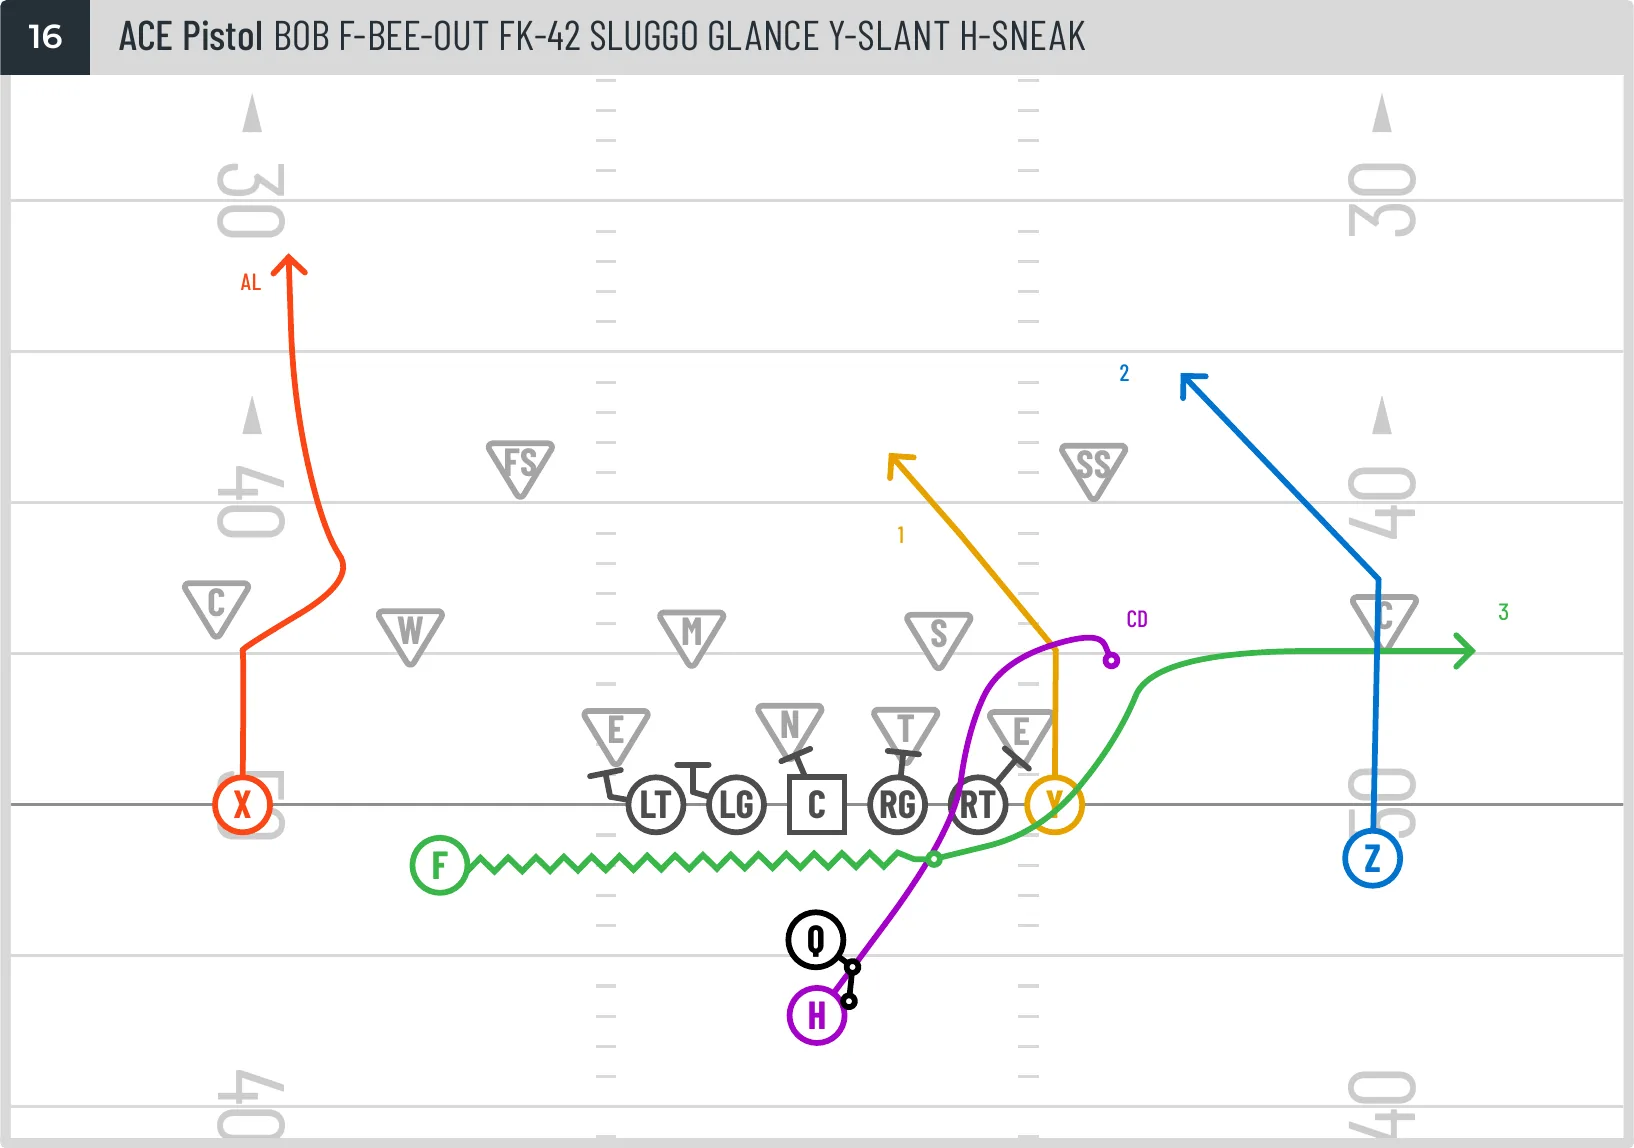 16
ACE Pistol BOB F-BEE-OUT FK-42 SLUGGO GLANCE Y-SLANT H-SNEAK
30
30
AL
2
FS
SS
40
40
1
C
W
M
S
CD
C
3
E
N
T
E
50
50
X
LT
LG
C
RG
RT
Y
Z
F
Q
H
40
40